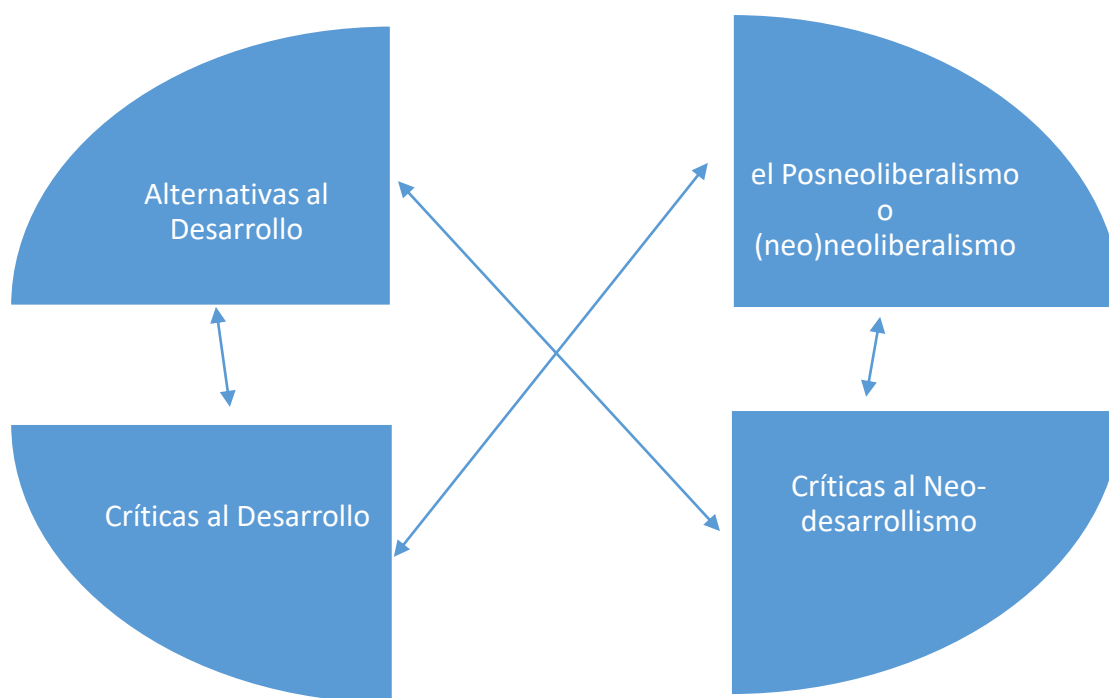 Alternativas al
Desarrollo
el Posneoliberalismo
o
(neo)neoliberalismo
Críticas al Desarrollo
Críticas al Neo-
desarrollismo